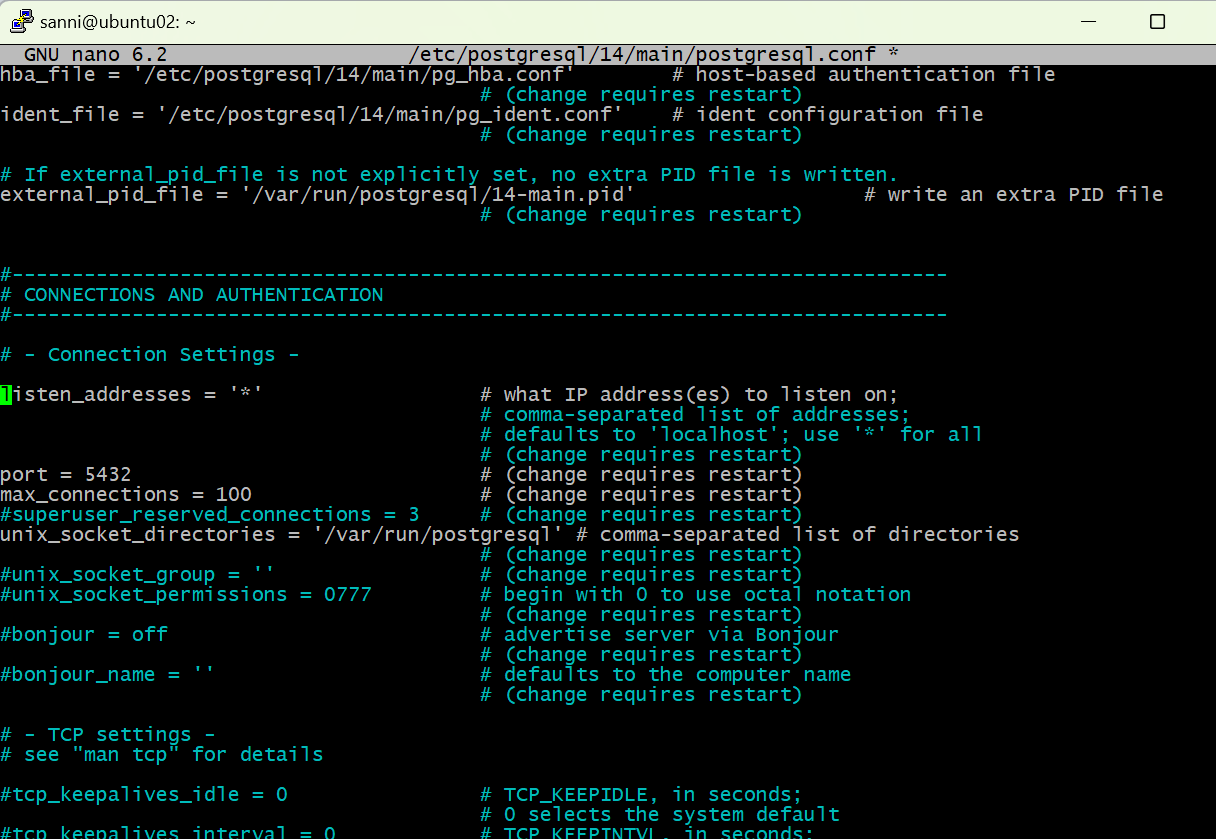 sanni@ubuntu02: ~
GNU nano 6.2 /etc/postgresql/14/main/postgresql.conf *
hba_file = '/etc/postgresql/14/main/pg_hba.conf' # host-based authentication file
# (change requires restart)
ident_file = '/etc/postgresql/14/main/pg_ident.conf' # ident configuration file
# (change requires restart)
# If external_pid_file is not explicitly set, no extra PID file is written.
external_pid_file = '/var/run/postgresql/14-main.pid' # write an extra PID file
# (change requires restart)
#------------------------------------------------------------------------------
# CONNECTIONS AND AUTHENTICATION
#------------------------------------------------------------------------------
# - Connection Settings -
listen_addresses = '*' # what IP address(es) to listen on;
# comma-separated list of addresses;
# defaults to 'localhost'; use '*' for all
# (change requires restart)
port = 5432 # (change requires restart)
max_connections = 100 # (change requires restart)
#superuser_reserved_connections = 3 # (change requires restart)
unix_socket_directories = '/var/run/postgresql' # comma-separated list of directories
# (change requires restart)
#unix_socket_group = '' # (change requires restart)
#unix_socket_permissions = 0777 # begin with 0 to use octal notation
# (change requires restart)
#bonjour = off # advertise server via Bonjour
# (change requires restart)
#bonjour_name = '' # defaults to the computer name
# (change requires restart)
# - TCP settings -
# see "man tcp" for details
#tcp_keepalives_idle = 0 # TCP_KEEPIDLE, in seconds;
# 0 selects the system default
#tcp_keepalives_interval = 0 # TCP_KEEPINTVL, in seconds;